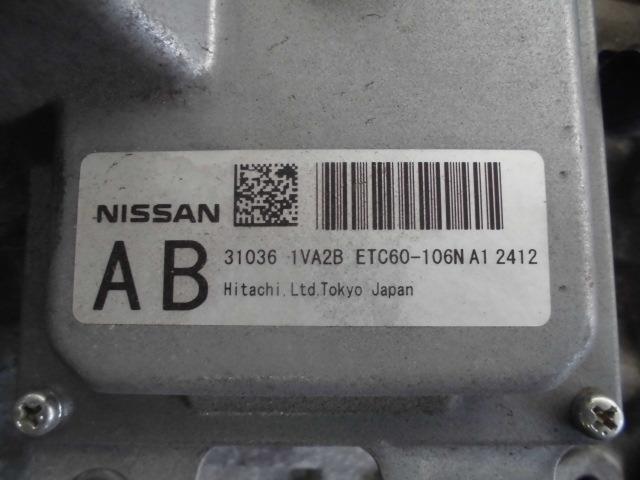 NISSAN
AB 31036 1VA2B ETC60-106N A1 2412
Hitachi,Ltd.Tokyo Japan